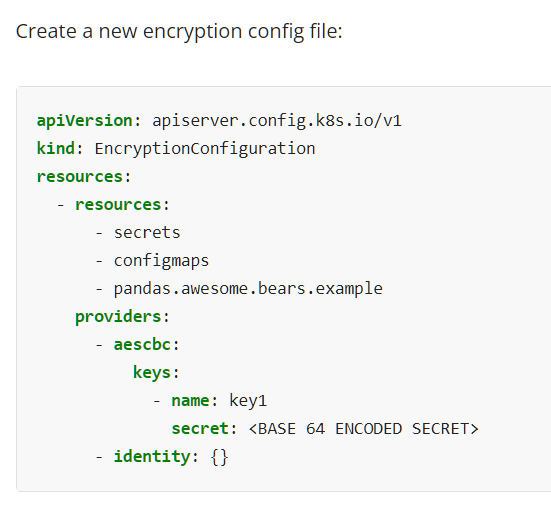 Create a new encryption config file:
apiVersion: apiserver.config.k8s.io/v1
kind: EncryptionConfiguration
resources:
  - resources:
      - secrets
      - configmaps
      - pandas.awesome.bears.example
    providers:
      - aescbc:
          keys:
            - name: key1
              secret: <BASE 64 ENCODED SECRET>
      - identity: {}